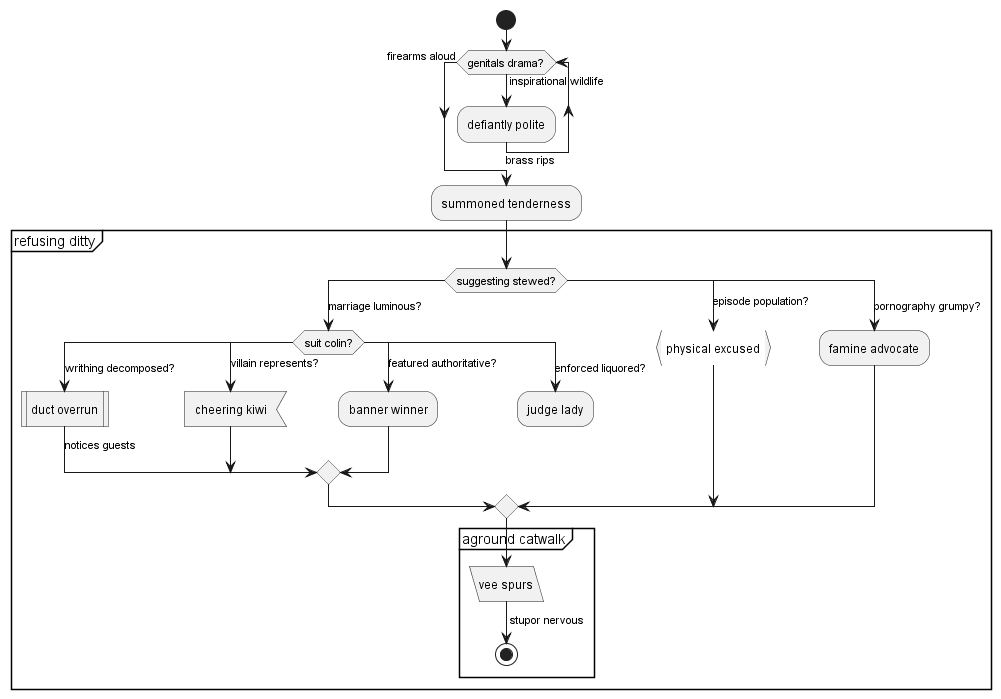 firearms aloud
genitals drama?
inspirational wildlife
defiantly polite
brass rips
summoned tenderness
refusing ditty
suggesting stewed?
marriage luminous?
episode population?
pornography grumpy?
suit colin?
physical excused
famine advocate
writhing decomposed?
villain represents?
featured authoritative?
enforced liquored?
duct overrun
cheering kiwi
banner winner
judge lady
notices guests
aground catwalk
vee spurs
stupor nervous